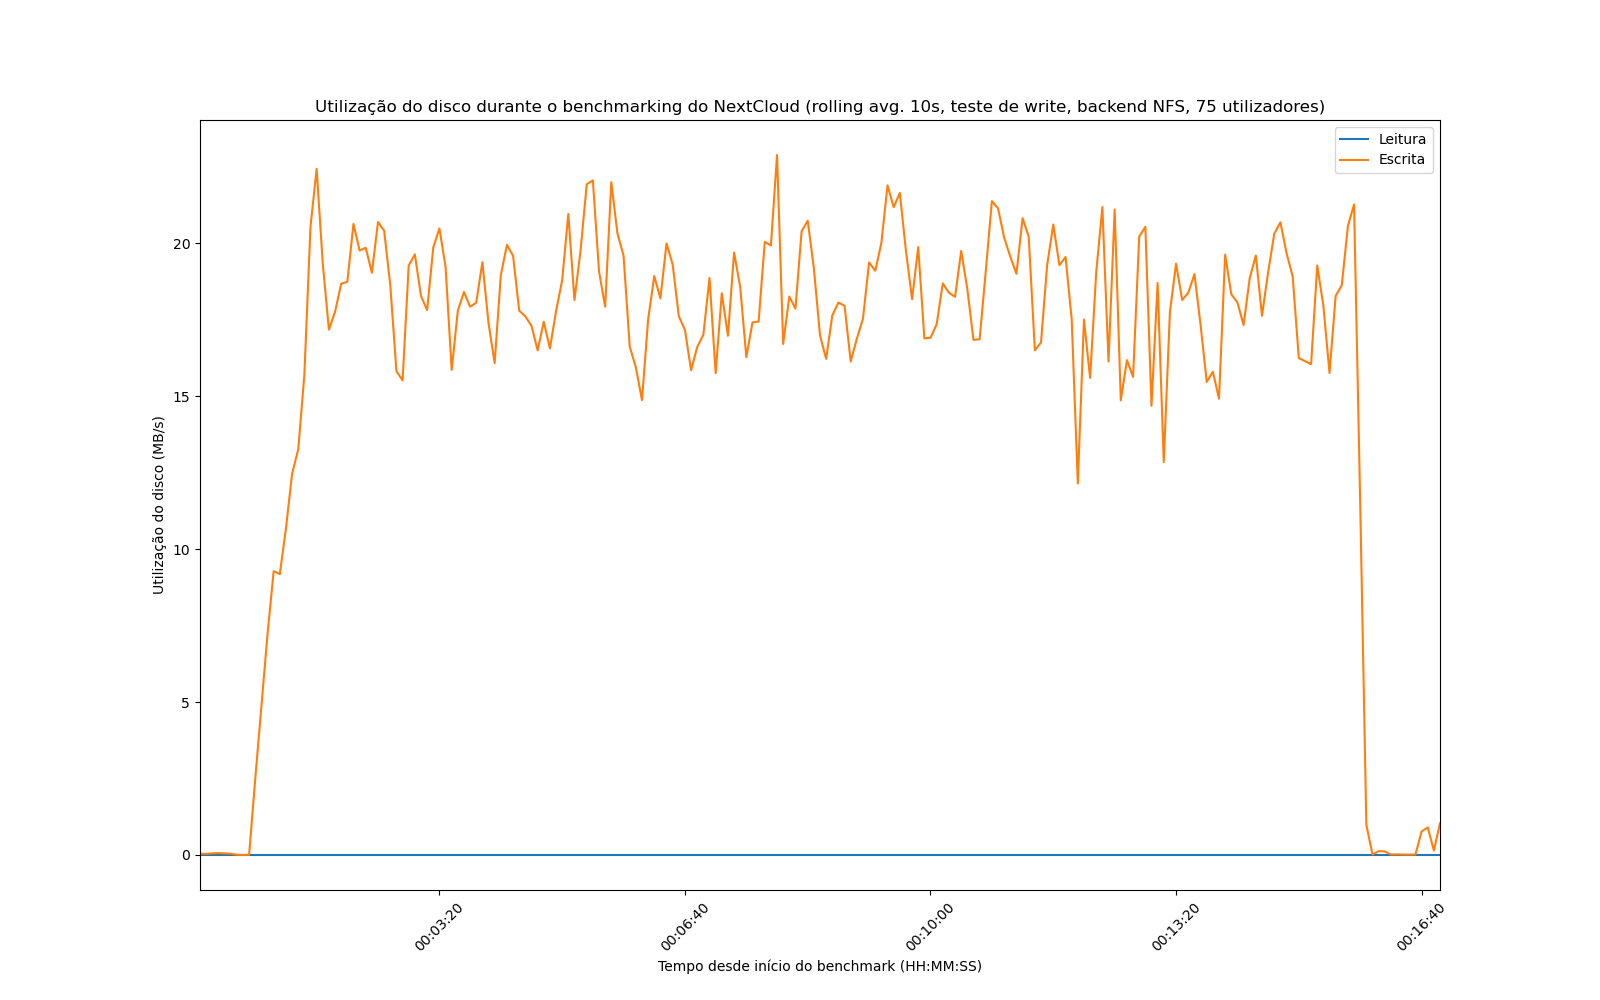 Utilização do disco durante o benchmarking do NextCloud (rolling avg. 10s, teste de write, backend NFS, 75 utilizadores)
Leitura
Escrita
Utilização do disco (MB/s)
20
15
10
5
0
00:03:20
00:06:40
00:10:00
00:13:20
00:16:40
Tempo desde início do benchmark (HH:MM:SS)